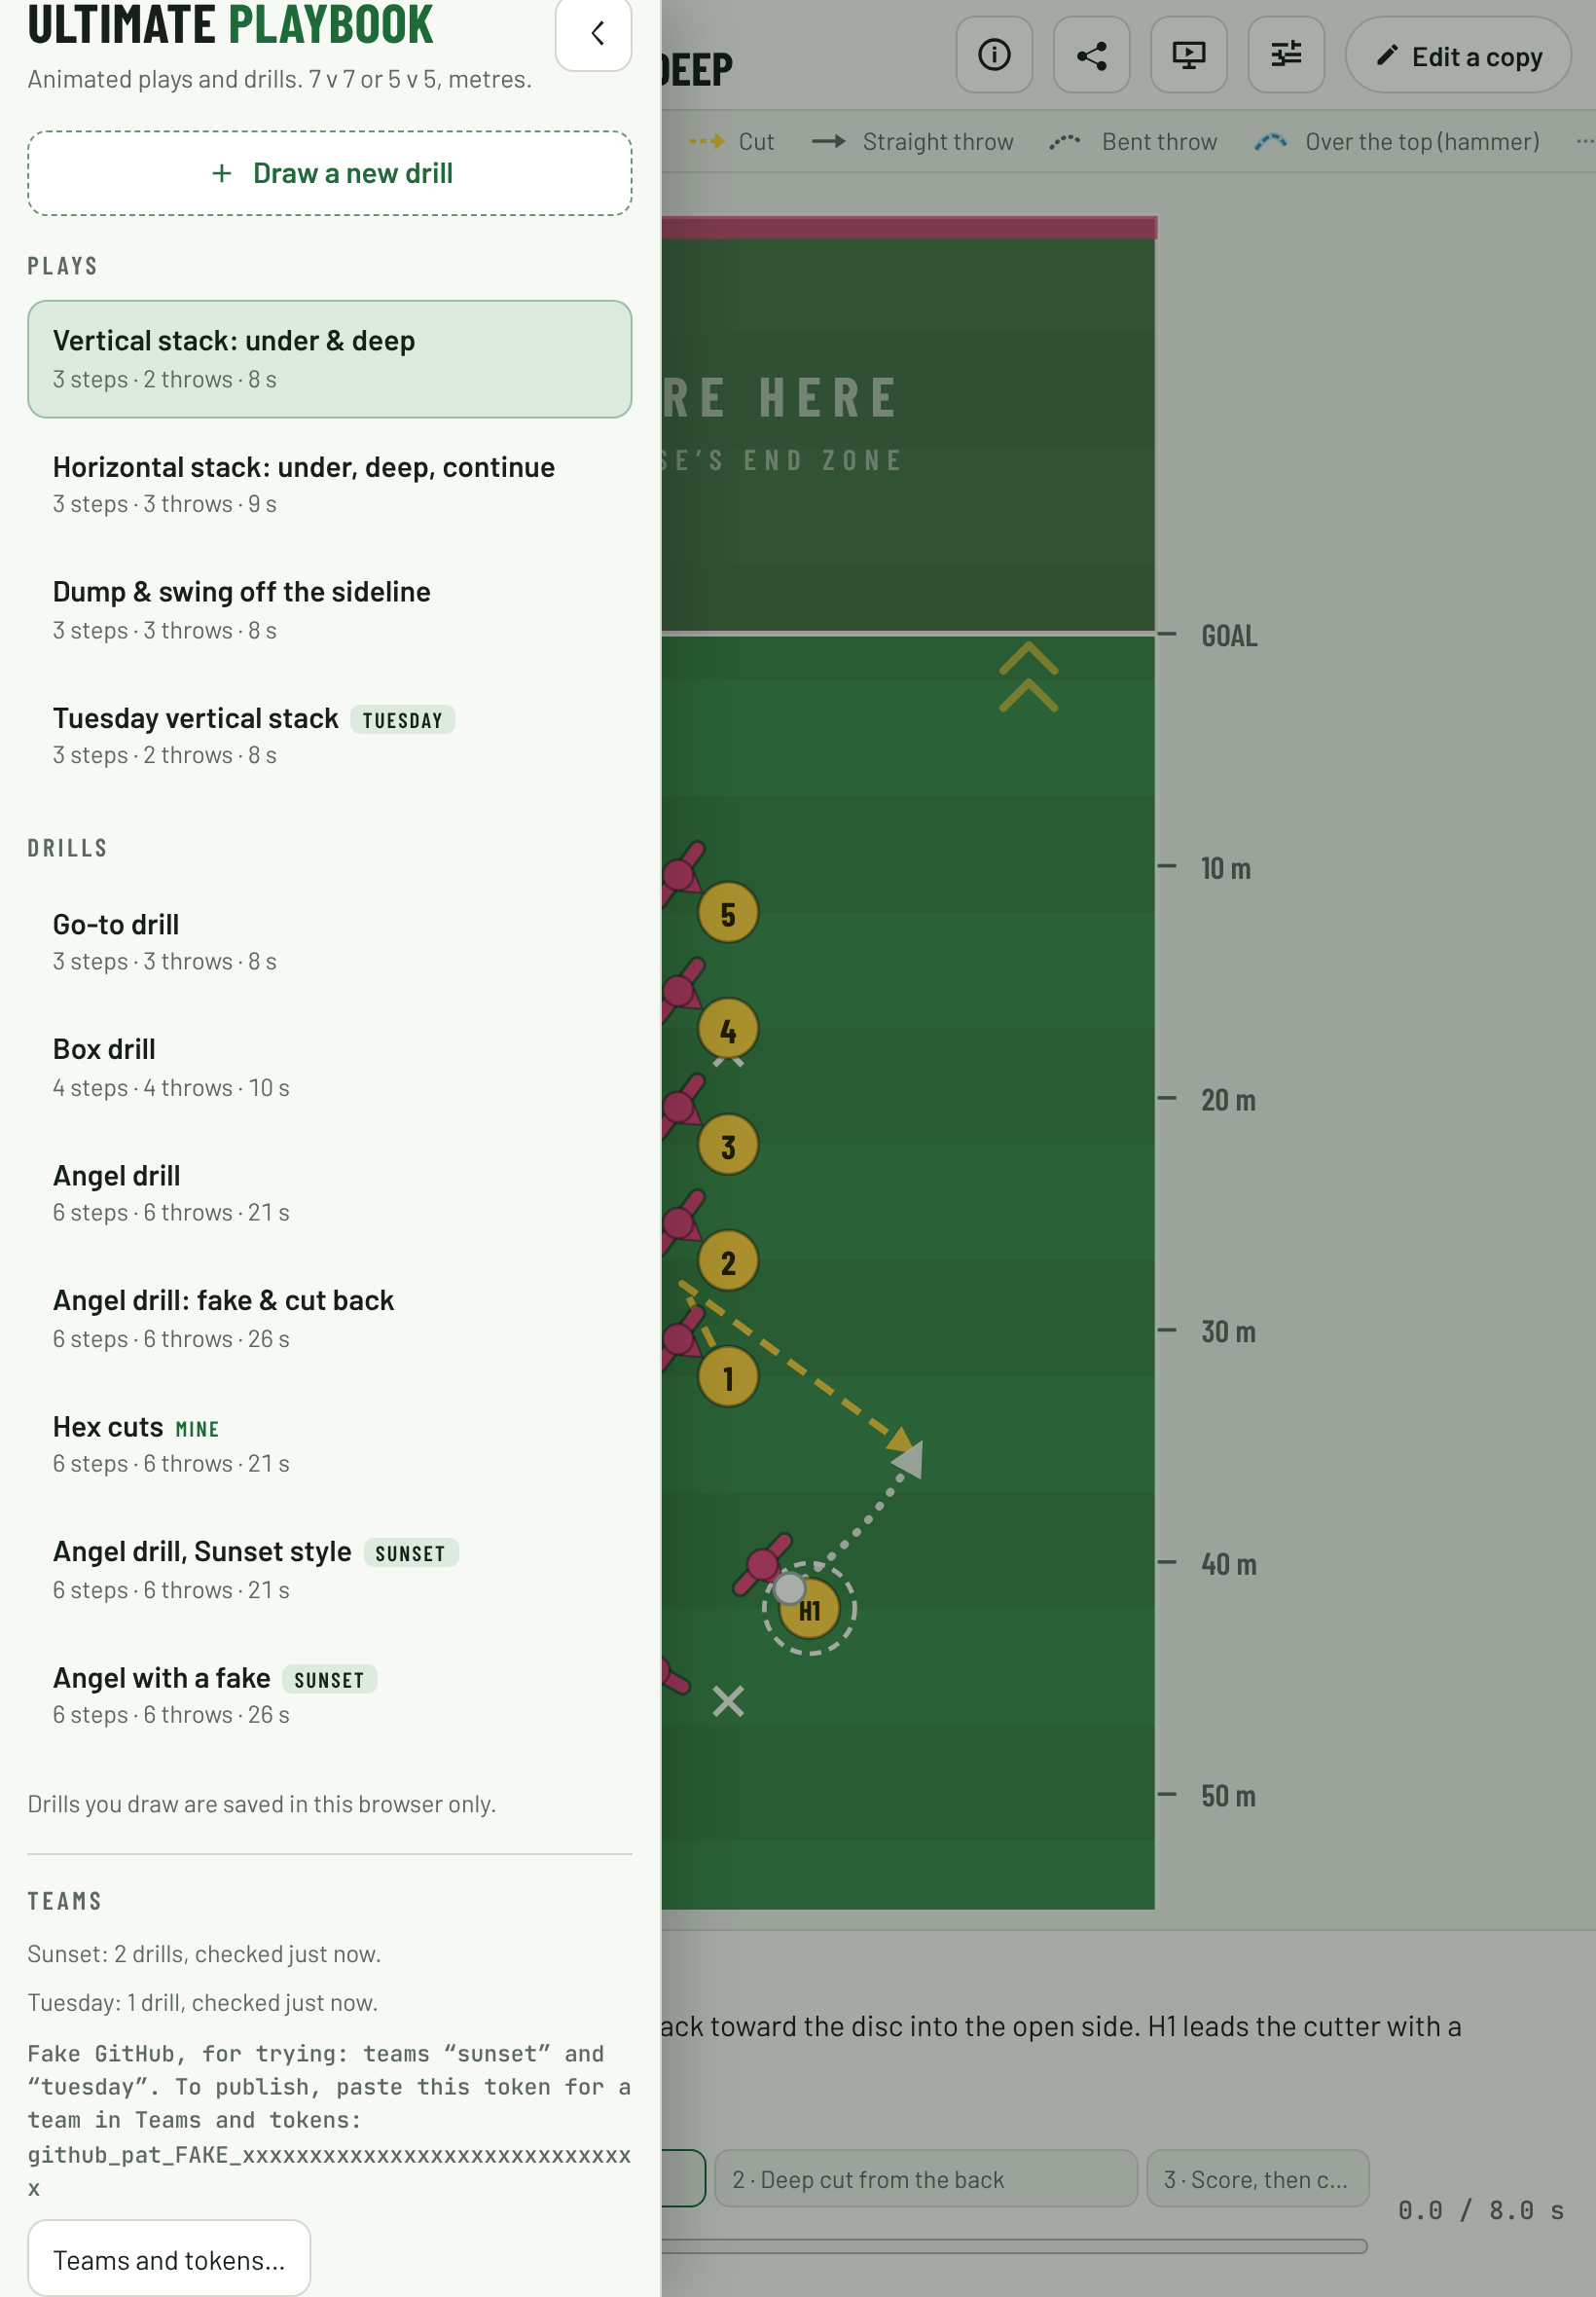 ULTIMATE PLAYBOOK
Animated plays and drills. 7 v 7 or 5 v 5, metres.
+ Draw a new drill
PLAYS
Vertical stack: under & deep
3 steps · 2 throws · 8 s
Horizontal stack: under, deep, continue
3 steps · 3 throws · 9 s
Dump & swing off the sideline
3 steps · 3 throws · 8 s
Tuesday vertical stack TUESDAY
3 steps · 2 throws · 8 s
DRILLS
Go-to drill
3 steps · 3 throws · 8 s
Box drill
4 steps · 4 throws · 10 s
Angel drill
6 steps · 6 throws · 21 s
Angel drill: fake & cut back
6 steps · 6 throws · 26 s
Hex cuts MINE
6 steps · 6 throws · 21 s
Angel drill, Sunset style SUNSET
6 steps · 6 throws · 21 s
Angel with a fake SUNSET
6 steps · 6 throws · 26 s
Drills you draw are saved in this browser only.
TEAMS
Sunset: 2 drills, checked just now.
Tuesday: 1 drill, checked just now.
Fake GitHub, for trying: teams “sunset” and
“tuesday”. To publish, paste this token for a
team in Teams and tokens:
github_pat_FAKE_xxxxxxxxxxxxxxxxxxxxxxxxxxxxx
x
Teams and tokens...
DEEP
Edit a copy
Cut
Straight throw
Bent throw
Over the top (hammer)
RE HERE
SE’S END ZONE
GOAL
10 m
5
4
20 m
3
2
30 m
1
40 m
H1
50 m
ack toward the disc into the open side. H1 leads the cutter with a
2 · Deep cut from the back
3 · Score, then c...
0.0 / 8.0 s